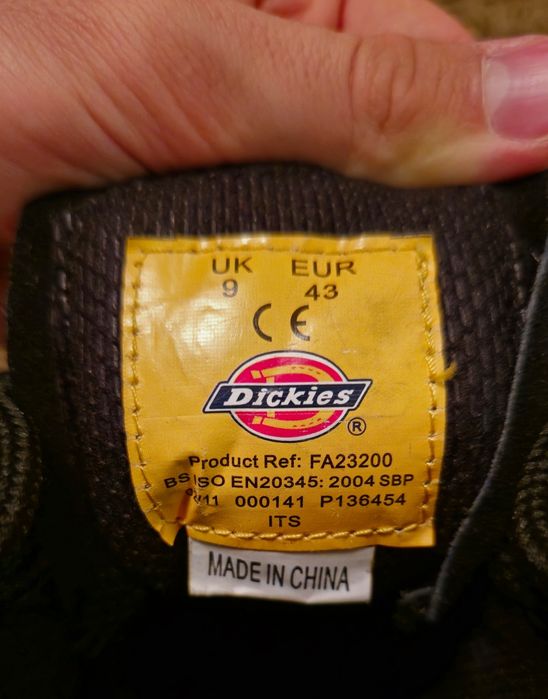 UK EUR
9 43
CE
Dickies ®
Product Ref: FA23200
BS ISO EN20345: 2004 SBP
11 000141 P136454
ITS
MADE IN CHINA